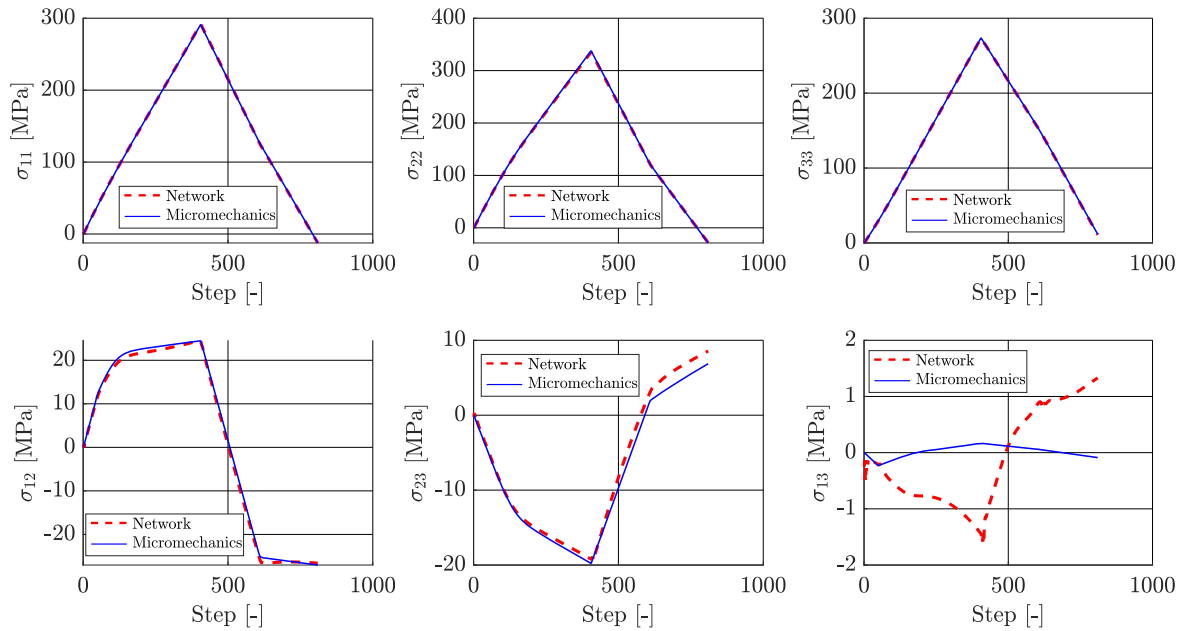 300
200
100
0
σ11 [MPa]
Network
Micromechanics
0
500
1000
Step [-]
400
300
200
100
0
σ22 [MPa]
Network
Micromechanics
0
500
1000
Step [-]
300
200
100
0
σ33 [MPa]
Network
Micromechanics
0
500
1000
Step [-]
20
10
0
-10
-20
σ12 [MPa]
Network
Micromechanics
0
500
1000
Step [-]
10
0
-10
-20
σ23 [MPa]
Network
Micromechanics
0
500
1000
Step [-]
2
1
0
-1
-2
σ13 [MPa]
Network
Micromechanics
0
500
1000
Step [-]